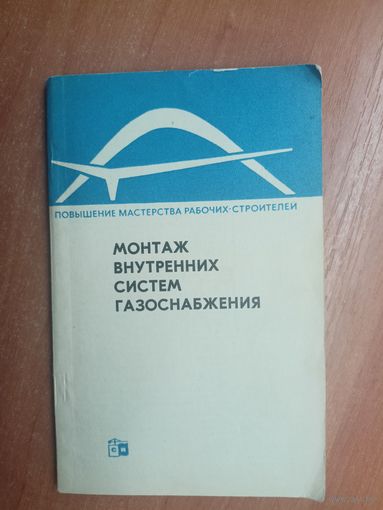 ПОВЫШЕНИЕ МАСТЕРСТВА РАБОЧИХ-СТРОИТЕЛЕЙ
МОНТАЖ
ВНУТРЕННИХ
СИСТЕМ
ГАЗОСНАБЖЕНИЯ